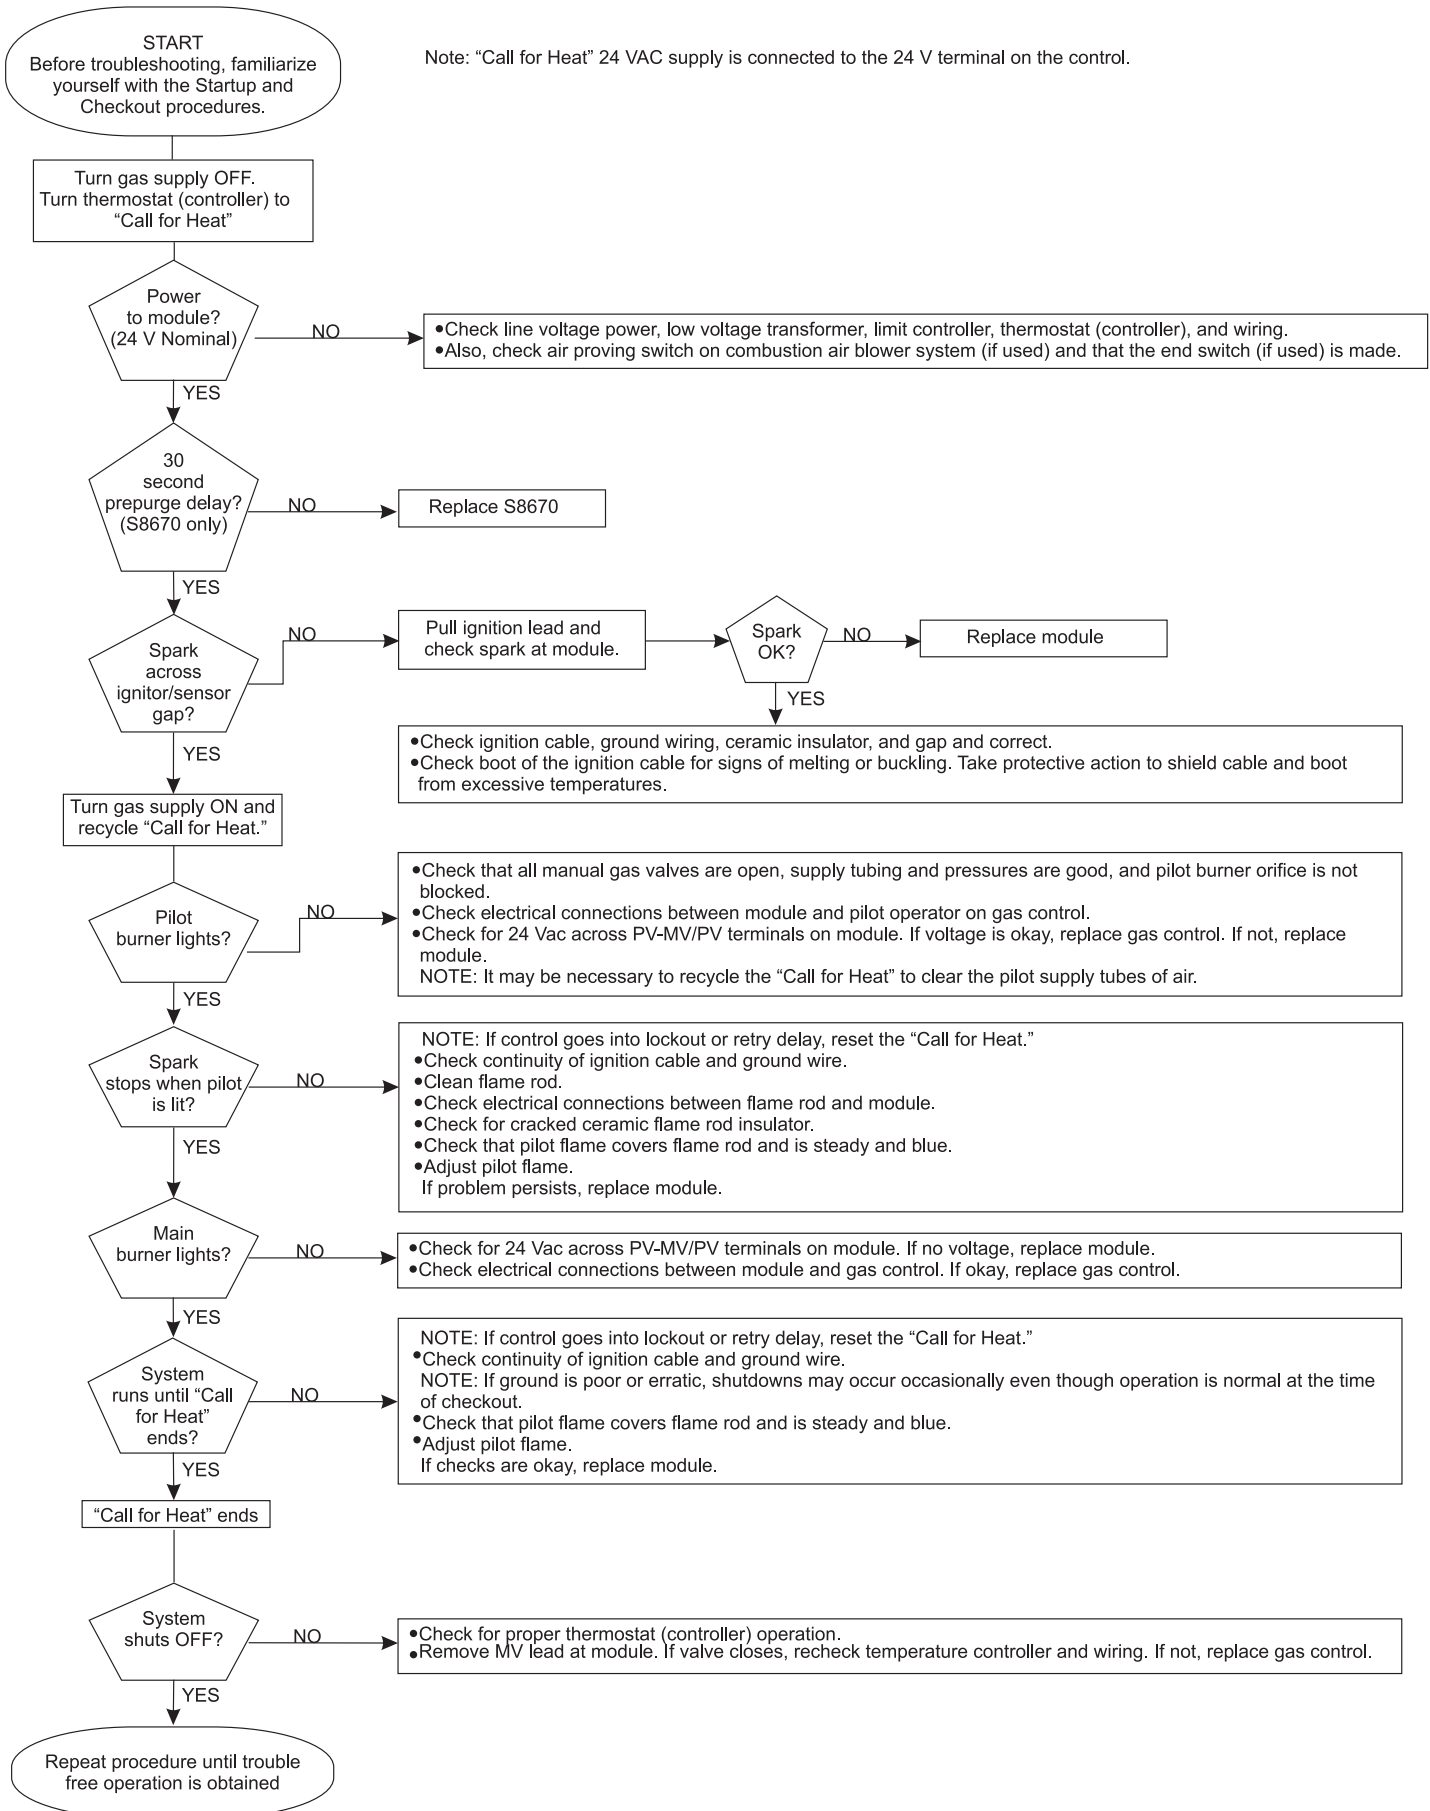 START
Before troubleshooting, familiarize
yourself with the Startup and
Checkout procedures.
Note: “Call for Heat” 24 VAC supply is connected to the 24 V terminal on the control.
Turn gas supply OFF.
Turn thermostat (controller) to
“Call for Heat”
Power
to module?
(24 V Nominal)
NO
•Check line voltage power, low voltage transformer, limit controller, thermostat (controller), and wiring.
•Also, check air proving switch on combustion air blower system (if used) and that the end switch (if used) is made.
YES
30
second
prepurge delay?
(S8670 only)
NO
Replace S8670
YES
Spark
across
ignitor/sensor
gap?
NO
Pull ignition lead and
check spark at module.
Spark
OK?
NO
Replace module
YES
•Check ignition cable, ground wiring, ceramic insulator, and gap and correct.
•Check boot of the ignition cable for signs of melting or buckling. Take protective action to shield cable and boot
from excessive temperatures.
YES
Turn gas supply ON and
recycle “Call for Heat.”
Pilot
burner lights?
NO
•Check that all manual gas valves are open, supply tubing and pressures are good, and pilot burner orifice is not
blocked.
•Check electrical connections between module and pilot operator on gas control.
•Check for 24 Vac across PV-MV/PV terminals on module. If voltage is okay, replace gas control. If not, replace
module.
NOTE: It may be necessary to recycle the “Call for Heat” to clear the pilot supply tubes of air.
YES
Spark
stops when pilot
is lit?
NO
NOTE: If control goes into lockout or retry delay, reset the “Call for Heat.”
•Check continuity of ignition cable and ground wire.
•Clean flame rod.
•Check electrical connections between flame rod and module.
•Check for cracked ceramic flame rod insulator.
•Check that pilot flame covers flame rod and is steady and blue.
•Adjust pilot flame.
If problem persists, replace module.
YES
Main
burner lights?
NO
•Check for 24 Vac across PV-MV/PV terminals on module. If no voltage, replace module.
•Check electrical connections between module and gas control. If okay, replace gas control.
YES
System
runs until “Call
for Heat”
ends?
NO
NOTE: If control goes into lockout or retry delay, reset the “Call for Heat.”
•Check continuity of ignition cable and ground wire.
NOTE: If ground is poor or erratic, shutdowns may occur occasionally even though operation is normal at the time
of checkout.
•Check that pilot flame covers flame rod and is steady and blue.
•Adjust pilot flame.
If checks are okay, replace module.
YES
“Call for Heat” ends
System
shuts OFF?
NO
•Check for proper thermostat (controller) operation.
•Remove MV lead at module. If valve closes, recheck temperature controller and wiring. If not, replace gas control.
YES
Repeat procedure until trouble
free operation is obtained